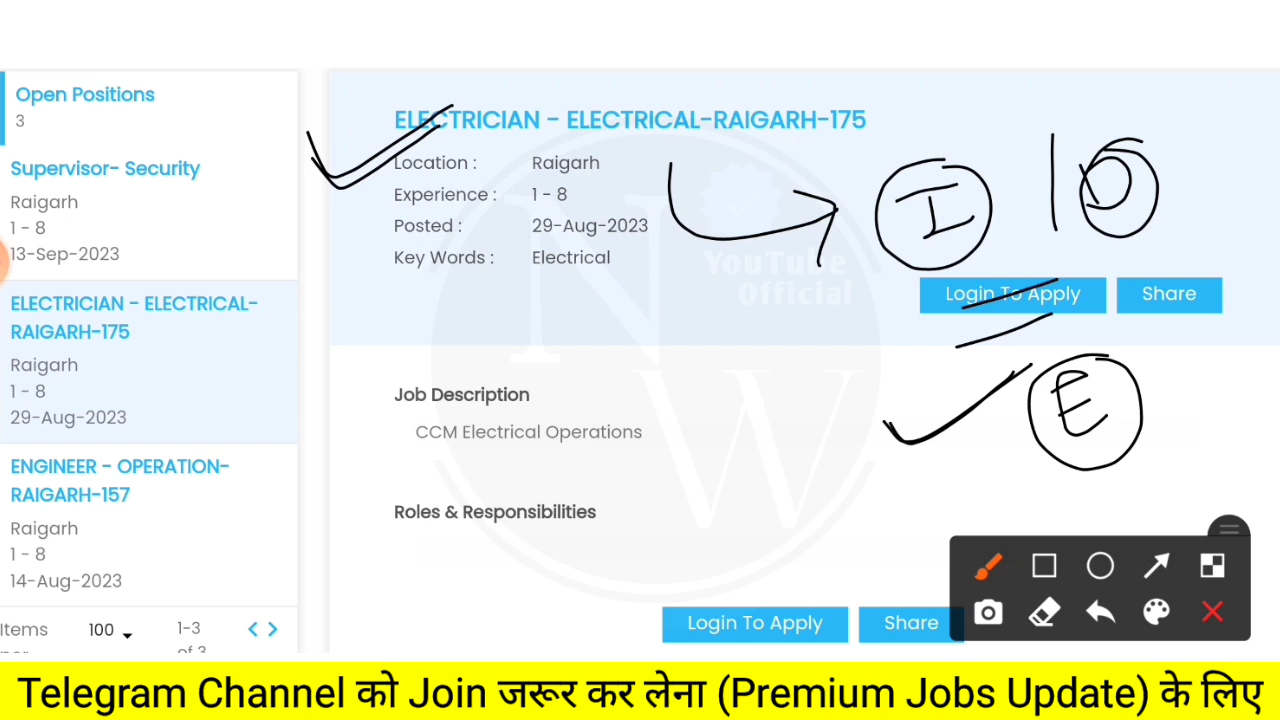 Open Positions
3
Supervisor- Security
Raigarh
1 - 8
13-Sep-2023
ELECTRICIAN - ELECTRICAL-
RAIGARH-175
Raigarh
1 - 8
29-Aug-2023
ENGINEER - OPERATION-
RAIGARH-157
Raigarh
1 - 8
14-Aug-2023
Items
100
1-3
of 3
ELECTRICIAN - ELECTRICAL-RAIGARH-175
Location : Raigarh
Experience : 1 - 8
Posted : 29-Aug-2023
Key Words : Electrical
I
E
NW
YouTube
Official
Login To Apply Share
Job Description
CCM Electrical Operations
Roles & Responsibilities
Login To Apply Share
Telegram Channel को Join जरूर कर लेना (Premium Jobs Update) के लिए